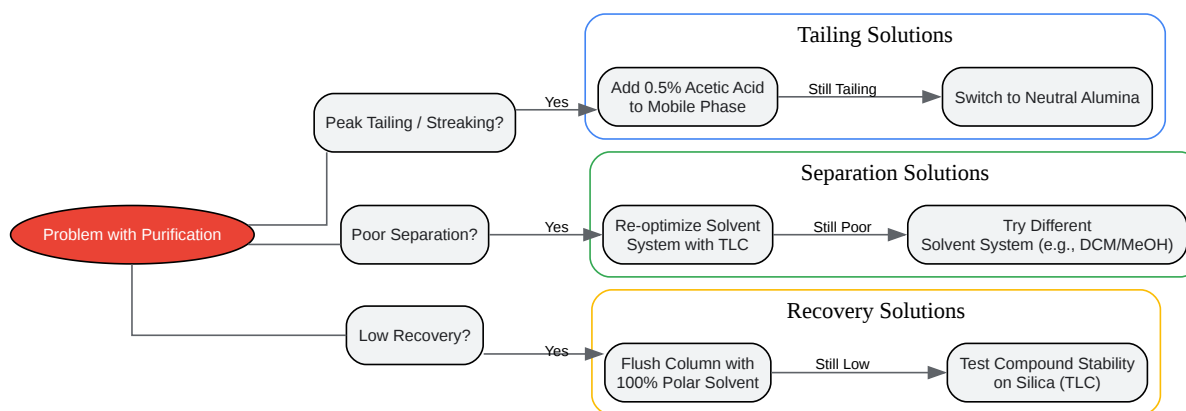 Tailing Solutions
Peak Tailing / Streaking?
Yes
Add 0.5% Acetic Acid
to Mobile Phase
Still Tailing
Switch to Neutral Alumina
Problem with Purification
Separation Solutions
Poor Separation?
Yes
Re-optimize Solvent
System with TLC
Still Poor
Try Different
Solvent System (e.g., DCM/MeOH)
Recovery Solutions
Low Recovery?
Yes
Flush Column with
100% Polar Solvent
Still Low
Test Compound Stability
on Silica (TLC)